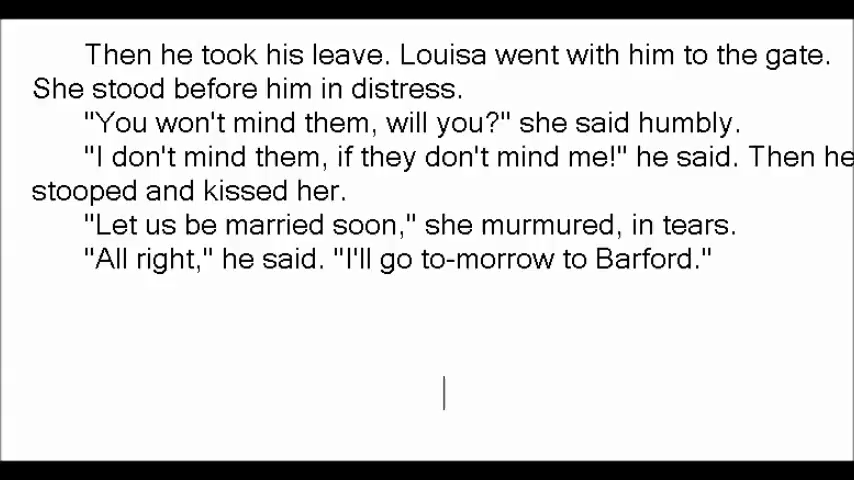 Then he took his leave. Louisa went with him to the gate.
She stood before him in distress.
"You won't mind them, will you?" she said humbly.
"I don't mind them, if they don't mind me!" he said. Then he
stooped and kissed her.
"Let us be married soon," she murmured, in tears.
"All right," he said. "I'll go to-morrow to Barford."